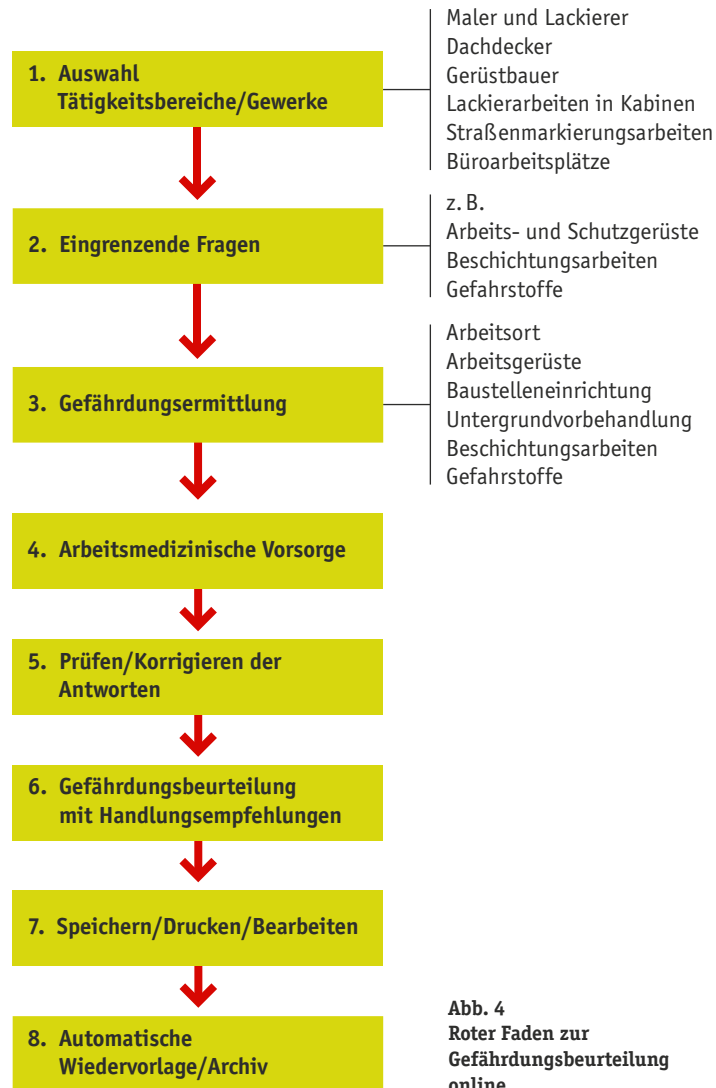 1. Auswahl
Tätigkeitsbereiche/Gewerke
Maler und Lackierer
Dachdecker
Gerüstbauer
Lackierarbeiten in Kabinen
Straßenmarkierungsarbeiten
Büroarbeitsplätze
2. Eingrenzende Fragen
z. B.
Arbeits- und Schutzgerüste
Beschichtungsarbeiten
Gefahrstoffe
3. Gefährdungsermittlung
Arbeitsort
Arbeitsgerüste
Baustelleneinrichtung
Untergrundvorbehandlung
Beschichtungsarbeiten
Gefahrstoffe
4. Arbeitsmedizinische Vorsorge
5. Prüfen/Korrigieren der
Antworten
6. Gefährdungsbeurteilung
mit Handlungsempfehlungen
7. Speichern/Drucken/Bearbeiten
8. Automatische
Wiedervorlage/Archiv
Abb. 4
Roter Faden zur
Gefährdungsbeurteilung
online